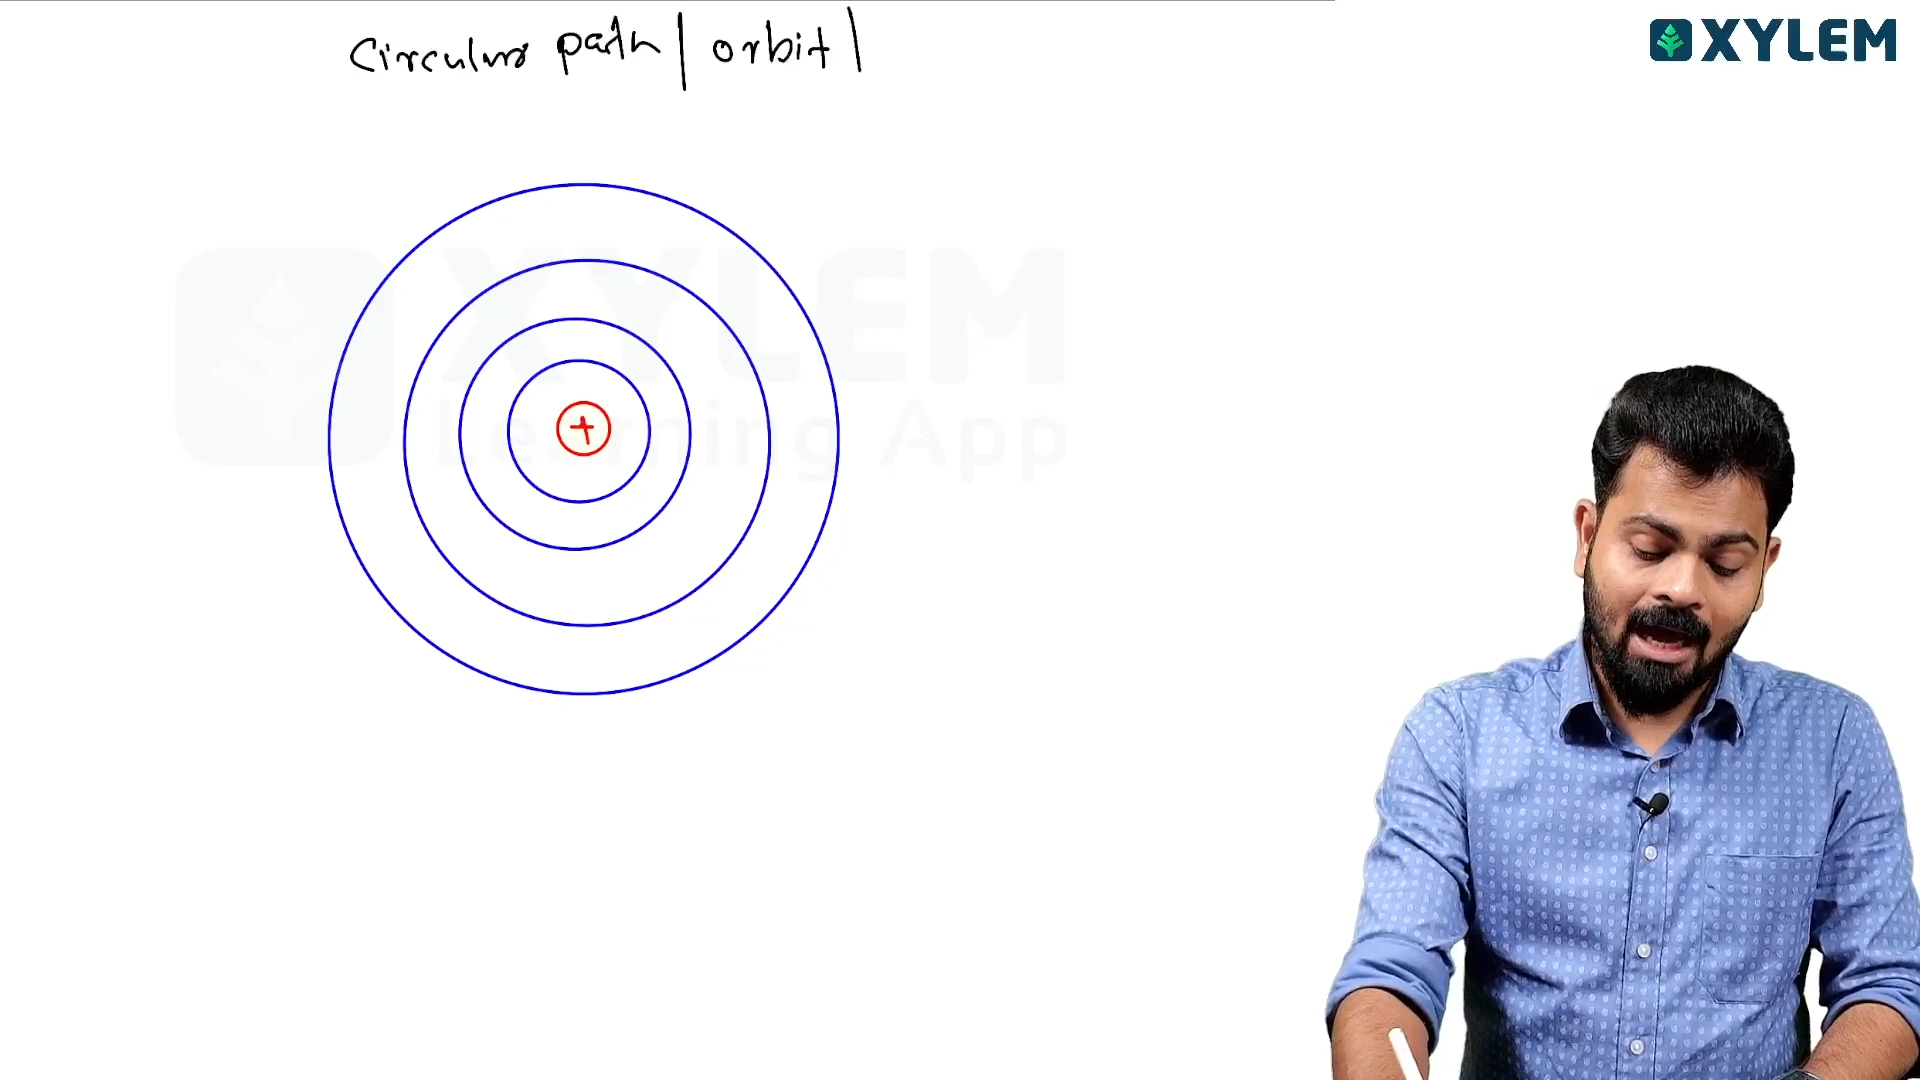 circular path | orbit |
XYLEM
+
XYLEM
Learning App